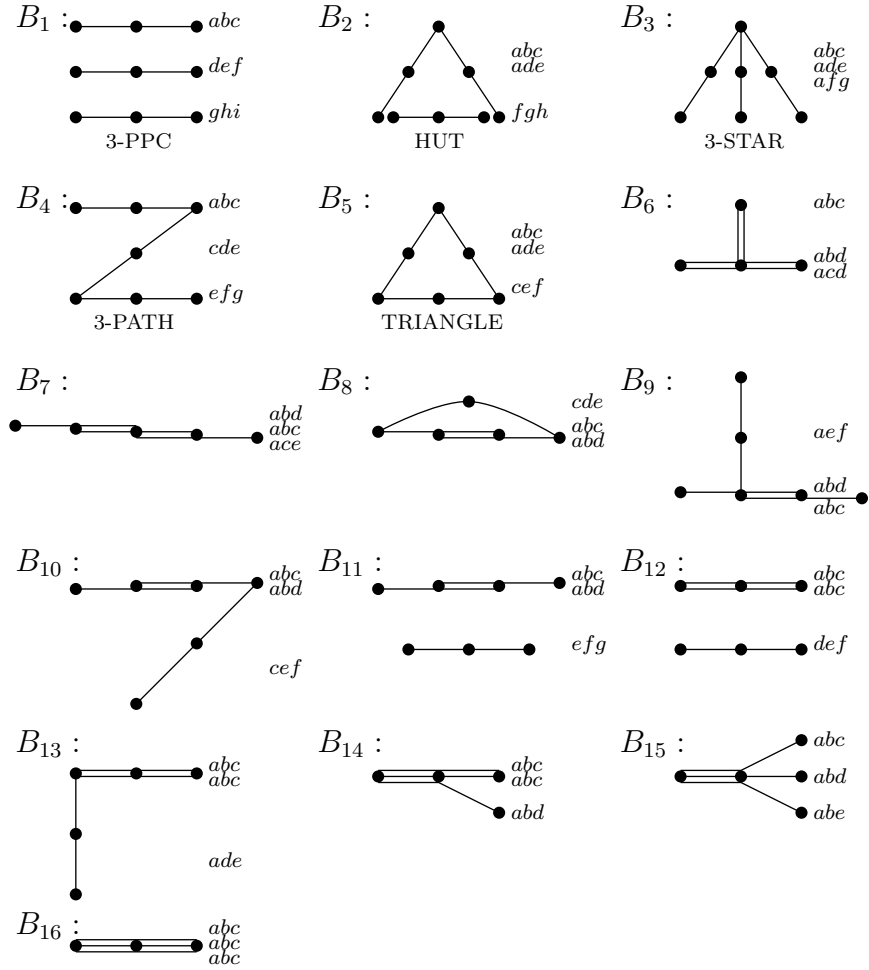 B₁ :
abc
def
ghi
3-PPC
B₂ :
abc
ade
fgh
HUT
B₃ :
abc
ade
afg
3-STAR
B₄ :
abc
cde
efg
3-PATH
B₅ :
abc
ade
cef
TRIANGLE
B₆ :
abc
abd
acd
B₇ :
abd
abc
ace
B₈ :
cde
abc
abd
B₉ :
aef
abd
abc
B₁₀ :
abc
abd
cef
B₁₁ :
abc
abd
efg
B₁₂ :
abc
abc
def
B₁₃ :
abc
abc
ade
B₁₄ :
abc
abc
abd
B₁₅ :
abc
abd
abe
B₁₆ :
abc
abc
abc